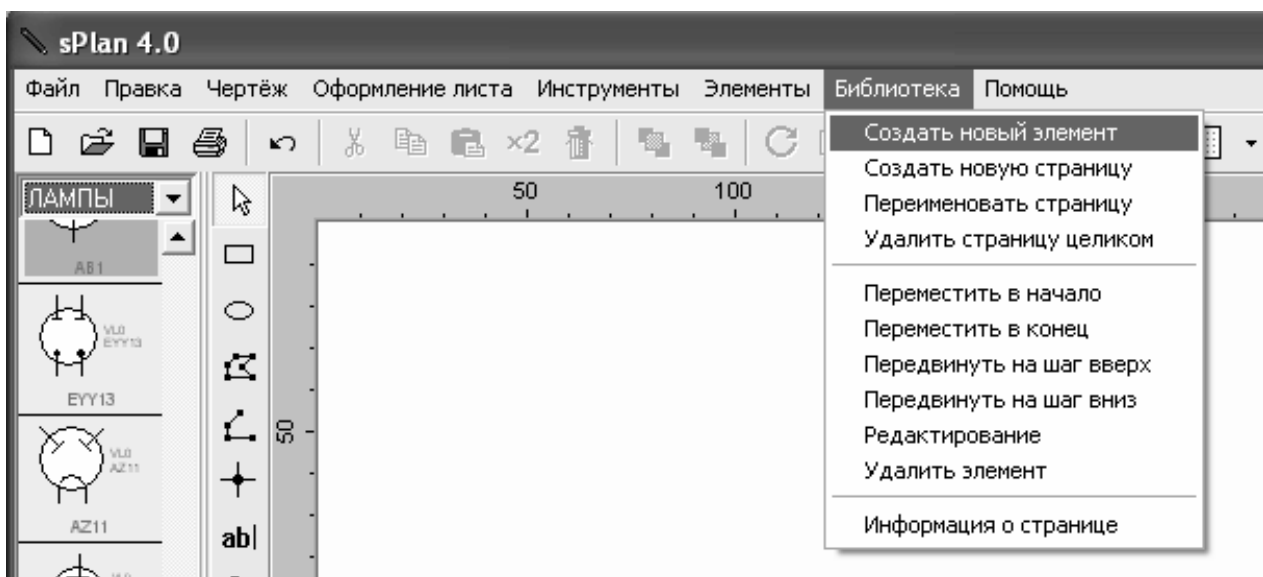 sPlan 4.0
Файл Правка Чертёж Оформление листа Инструменты Элементы Библиотека Помощь
×2
ЛАМПЫ
50 100
Создать новый элемент
Создать новую страницу
Переименовать страницу
Удалить страницу целиком
Переместить в начало
Переместить в конец
Передвинуть на шаг вверх
Передвинуть на шаг вниз
Редактирование
Удалить элемент
Информация о странице
AB1
VL0
EYY13
EYY13
VL0
AZ11
AZ11
50
ab|